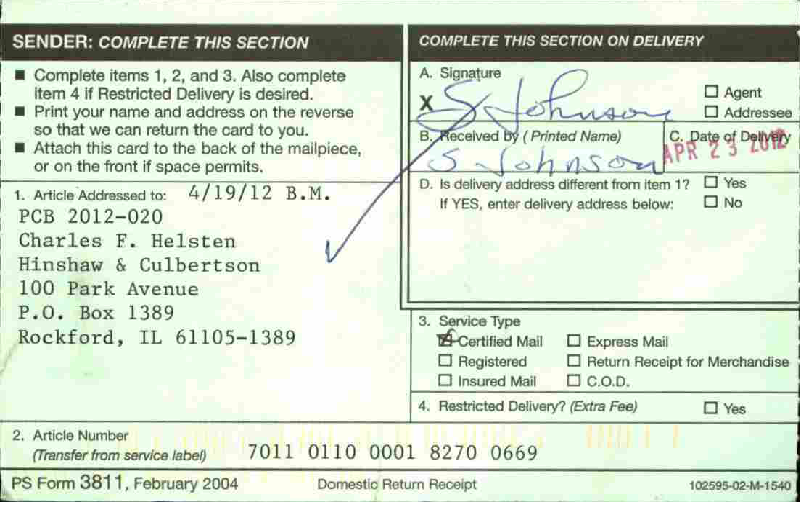 SENDER: COMPLETE THIS SECTION
■ Complete items 1, 2, and 3. Also complete
item 4 if Restricted Delivery is desired.
■ Print your name and address on the reverse
so that we can return the card to you.
■ Attach this card to the back of the mailpiece,
or on the front if space permits.
1. Article Addressed to: 4/19/12 B.M.
PCB 2012-020
Charles F. Helsten
Hinshaw & Culbertson
100 Park Avenue
P.O. Box 1389
Rockford, IL 61105-1389
2. Article Number
(Transfer from service label) 7011 0110 0001 8270 0669
COMPLETE THIS SECTION ON DELIVERY
A. Signature
X S Johnson
☐ Agent
☐ Addressee
B. Received by (Printed Name)
S Johnson
C. Date of Delivery
APR 23 2012
D. Is delivery address different from item 1? ☐ Yes
If YES, enter delivery address below: ☐ No
3. Service Type
☑ Certified Mail ☐ Express Mail
☐ Registered ☐ Return Receipt for Merchandise
☐ Insured Mail ☐ C.O.D.
4. Restricted Delivery? (Extra Fee) ☐ Yes
PS Form 3811, February 2004 Domestic Return Receipt 102595-02-M-1540